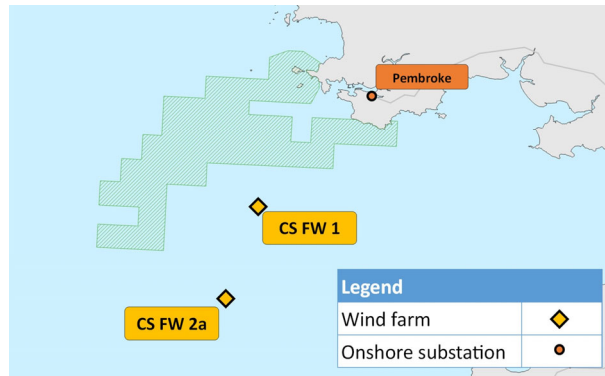 Pembroke
CS FW 1
CS FW 2a
Legend
Wind farm
Onshore substation